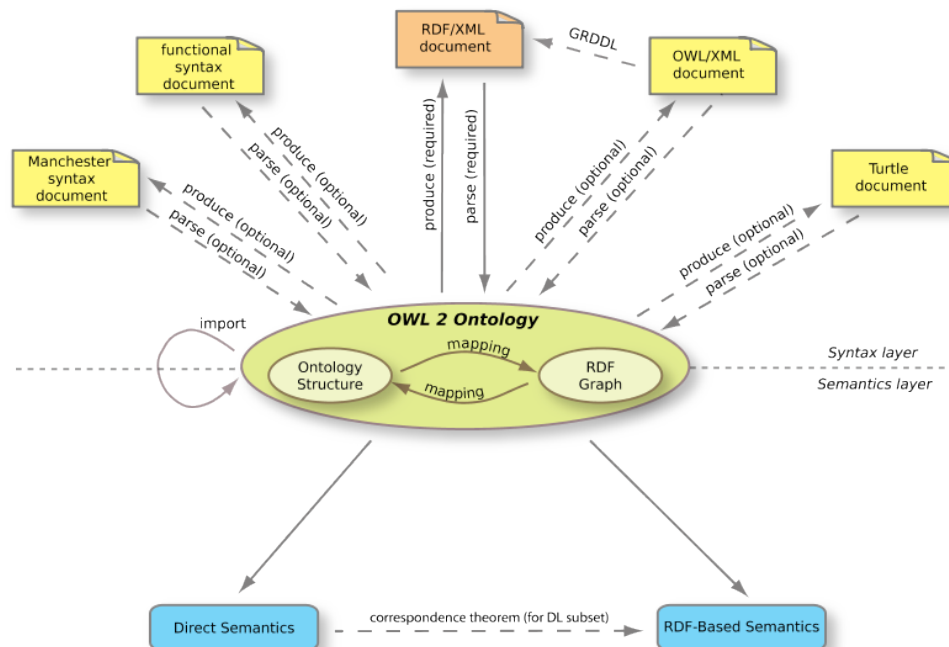 RDF/XML
document
GRDDL
functional
syntax
document
OWL/XML
document
produce (required)
parse (required)
produce (optional)
parse (optional)
produce (optional)
parse (optional)
Manchester
syntax
document
Turtle
document
produce (optional)
parse (optional)
produce (optional)
parse (optional)
import
OWL 2 Ontology
mapping
Ontology
Structure
RDF
Graph
mapping
Syntax layer
Semantics layer
Direct Semantics
correspondence theorem (for DL subset)
RDF-Based Semantics